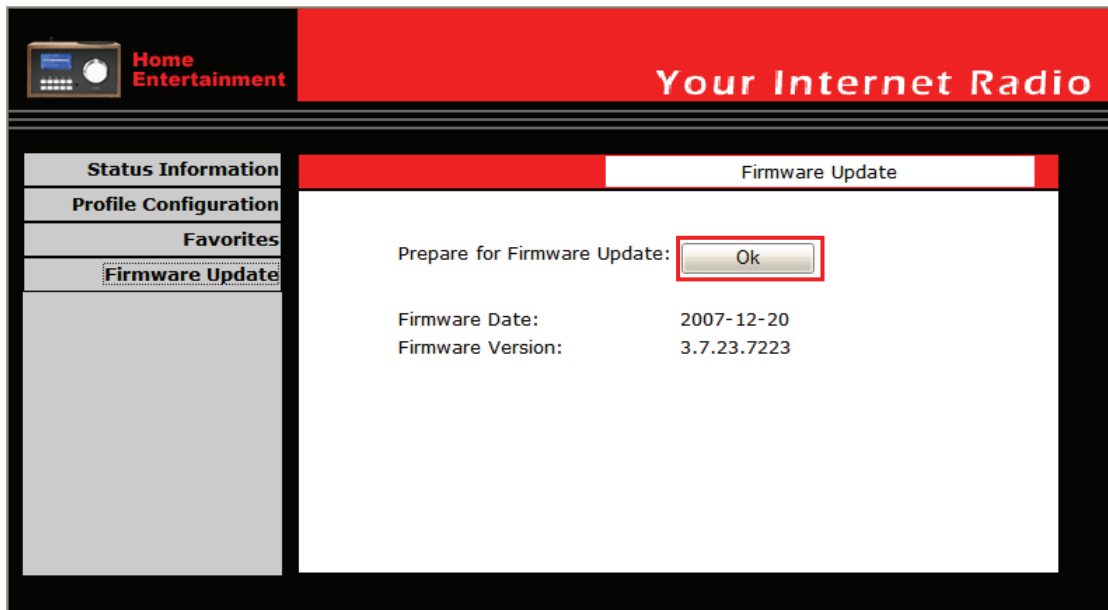 Home
Entertainment
Your Internet Radio
Status Information
Profile Configuration
Favorites
Firmware Update
Firmware Update
Prepare for Firmware Update: Ok
Firmware Date: 2007-12-20
Firmware Version: 3.7.23.7223